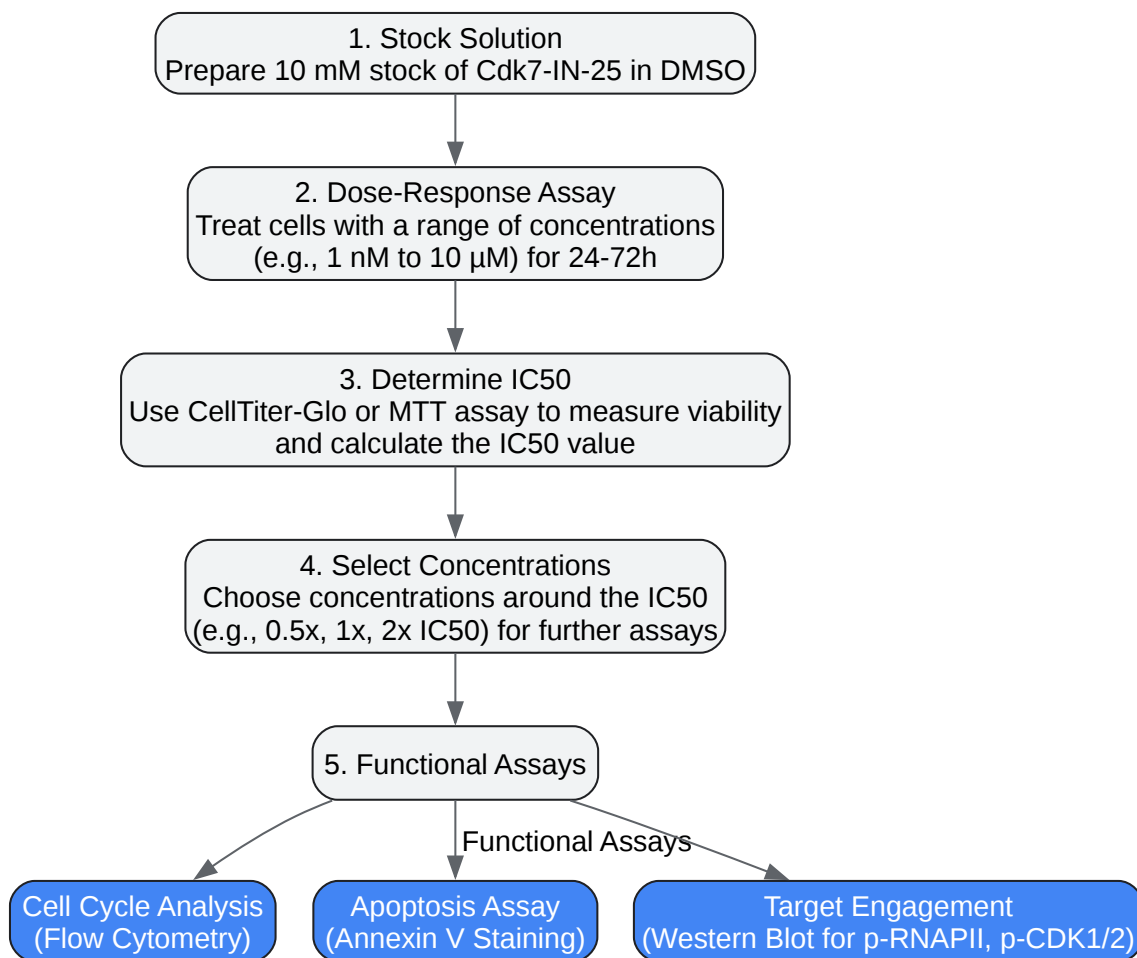 1. Stock Solution
Prepare 10 mM stock of Cdk7-IN-25 in DMSO
2. Dose-Response Assay
Treat cells with a range of concentrations
(e.g., 1 nM to 10 µM) for 24-72h
3. Determine IC50
Use CellTiter-Glo or MTT assay to measure viability
and calculate the IC50 value
4. Select Concentrations
Choose concentrations around the IC50
(e.g., 0.5x, 1x, 2x IC50) for further assays
5. Functional Assays
Functional Assays
Cell Cycle Analysis
(Flow Cytometry)
Apoptosis Assay
(Annexin V Staining)
Target Engagement
(Western Blot for p-RNAPII, p-CDK1/2)